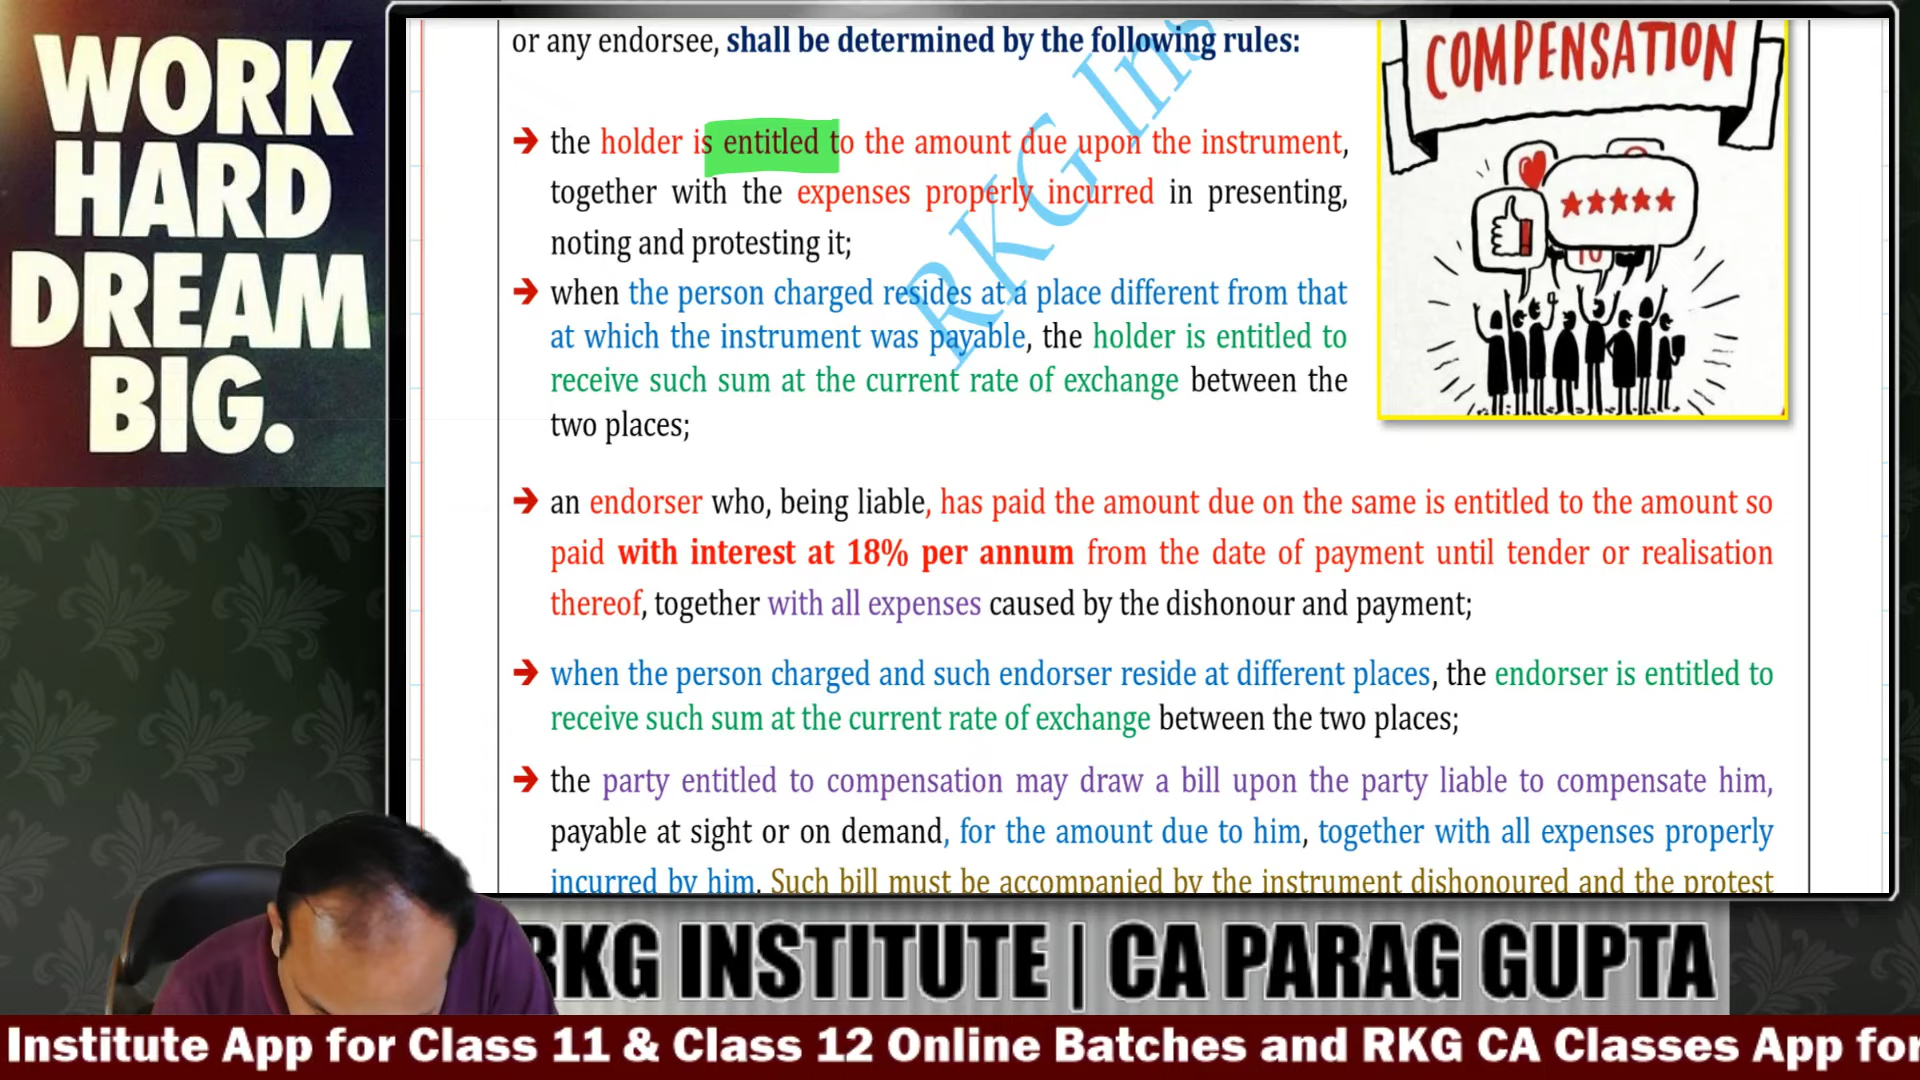 WORK
HARD
DREAM
BIG.
or any endorsee, shall be determined by the following rules:
COMPENSATION
➔ the holder is entitled to the amount due upon the instrument,
together with the expenses properly incurred in presenting,
noting and protesting it;
➔ when the person charged resides at a place different from that
at which the instrument was payable, the holder is entitled to
receive such sum at the current rate of exchange between the
two places;
➔ an endorser who, being liable, has paid the amount due on the same is entitled to the amount so
paid with interest at 18% per annum from the date of payment until tender or realisation
thereof, together with all expenses caused by the dishonour and payment;
➔ when the person charged and such endorser reside at different places, the endorser is entitled to
receive such sum at the current rate of exchange between the two places;
➔ the party entitled to compensation may draw a bill upon the party liable to compensate him,
payable at sight or on demand, for the amount due to him, together with all expenses properly
incurred by him. Such bill must be accompanied by the instrument dishonoured and the protest
RKG Ins
RKG INSTITUTE | CA PARAG GUPTA
Institute App for Class 11 & Class 12 Online Batches and RKG CA Classes App for